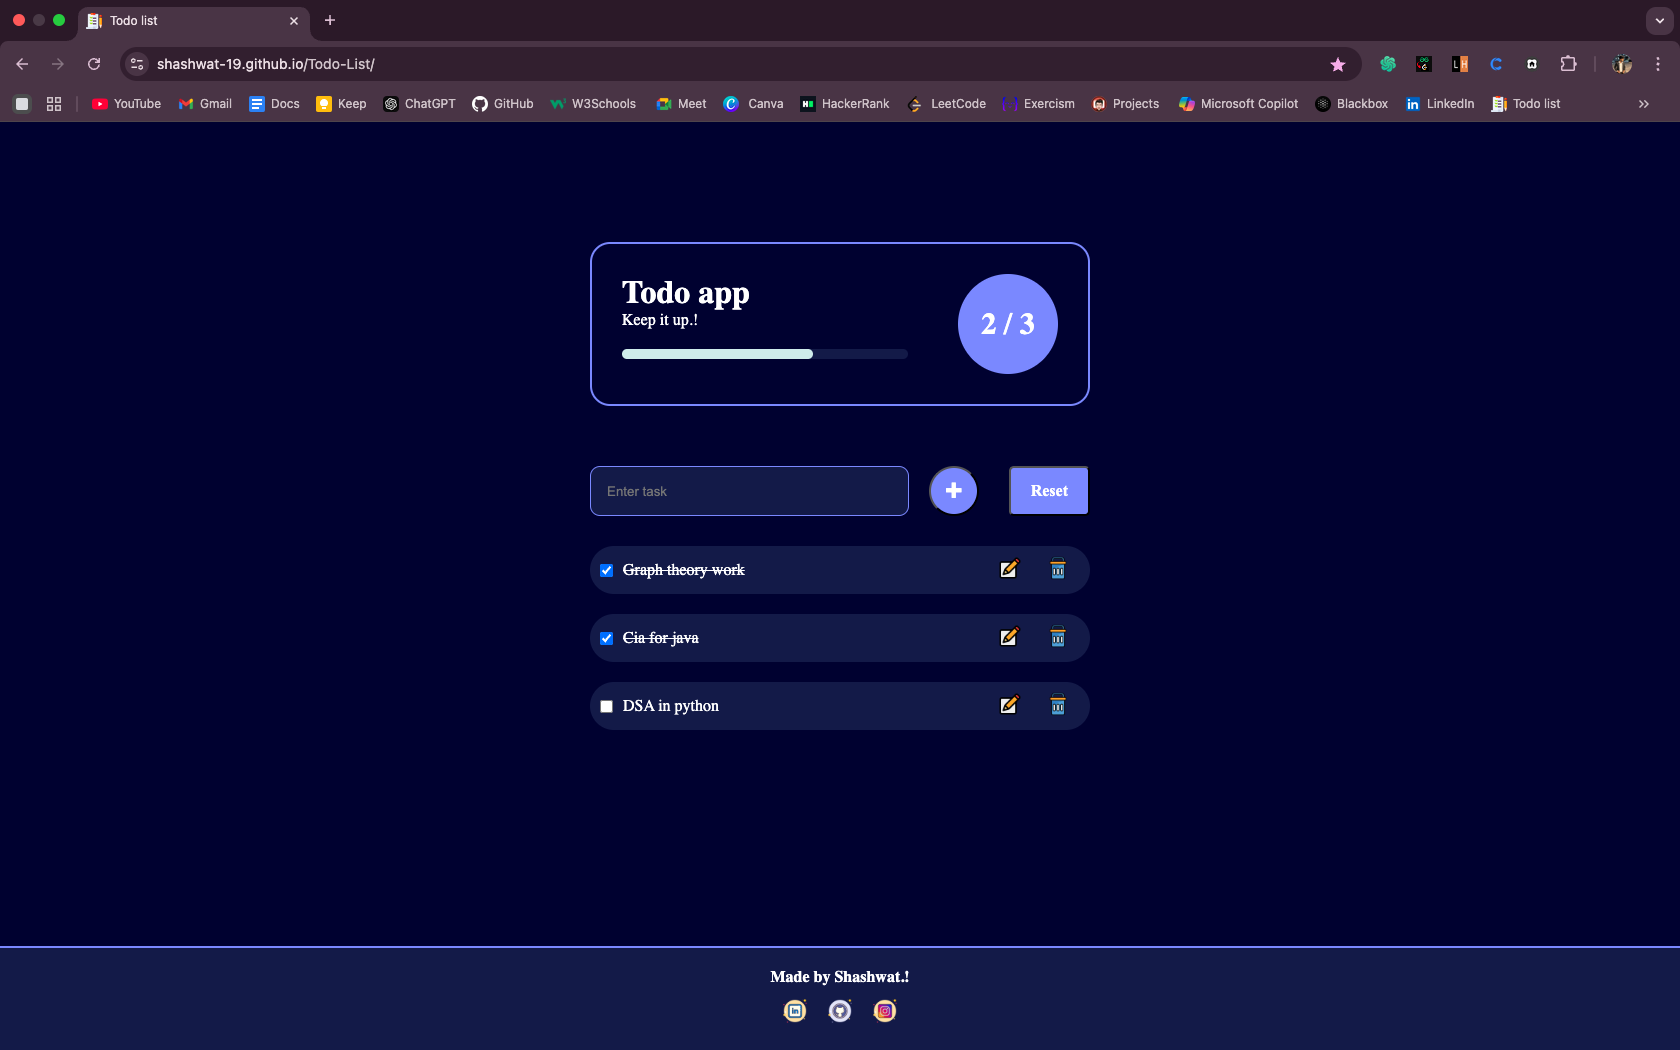 Todo list
shashwat-19.github.io/Todo-List/
YouTube Gmail Docs Keep ChatGPT GitHub W3Schools Meet Canva HackerRank LeetCode Exercism Projects Microsoft Copilot Blackbox LinkedIn Todo list
Todo app
Keep it up.!
2 / 3
Enter task
Reset
Graph theory work
Cia for java
DSA in python
Made by Shashwat.!